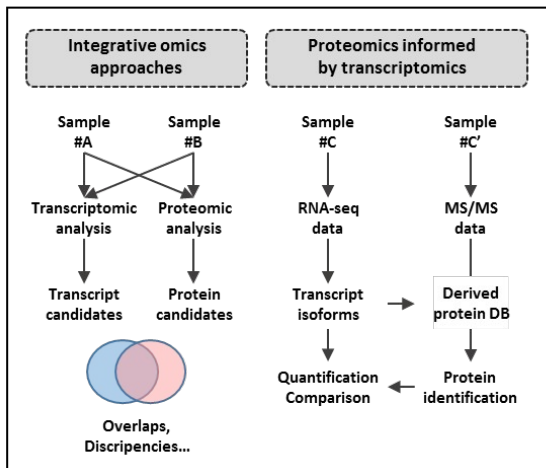 Integrative omics
approaches
Sample
#A
Sample
#B
Transcriptomic
analysis
Proteomic
analysis
Transcript
candidates
Protein
candidates
Overlaps,
Discripencies...
Proteomics informed
by transcriptomics
Sample
#C
Sample
#C’
RNA-seq
data
MS/MS
data
Transcript
isoforms
Derived
protein DB
Quantification
Comparison
Protein
identification